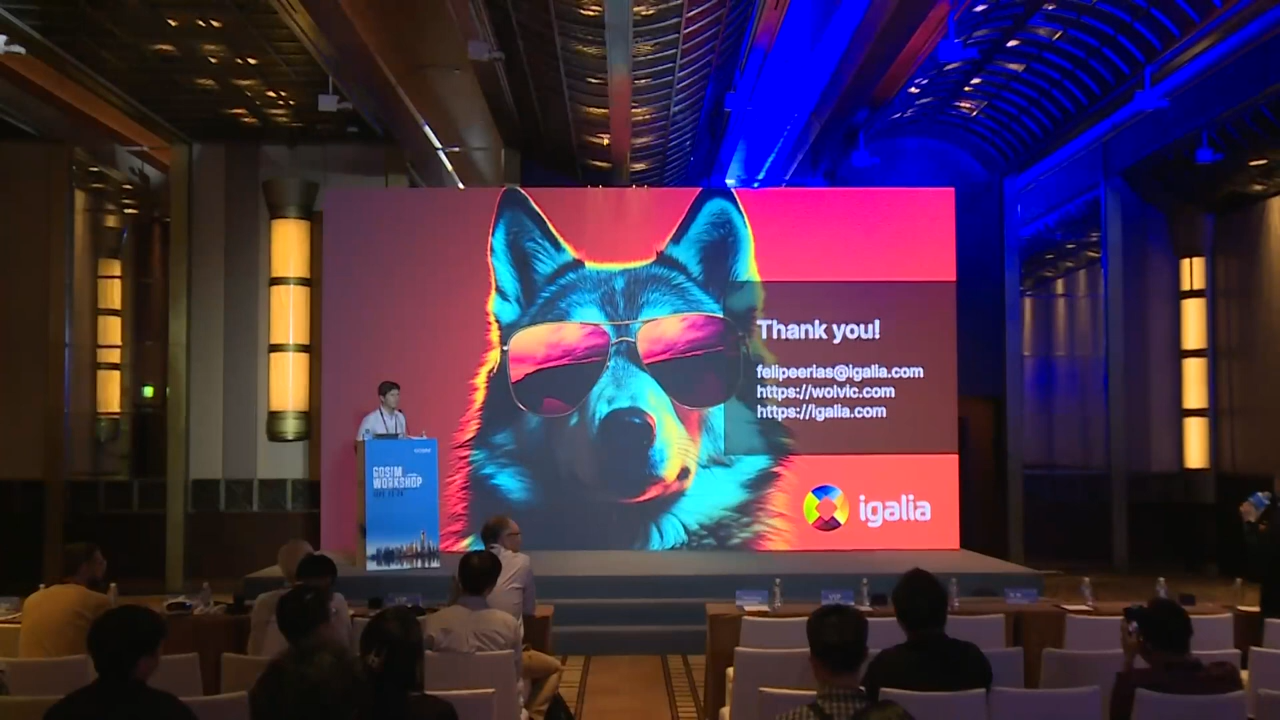 Thank you!
felipeerias@igalia.com
https://wolvic.com
https://igalia.com
igalia
GOSIM
WORKSHOP